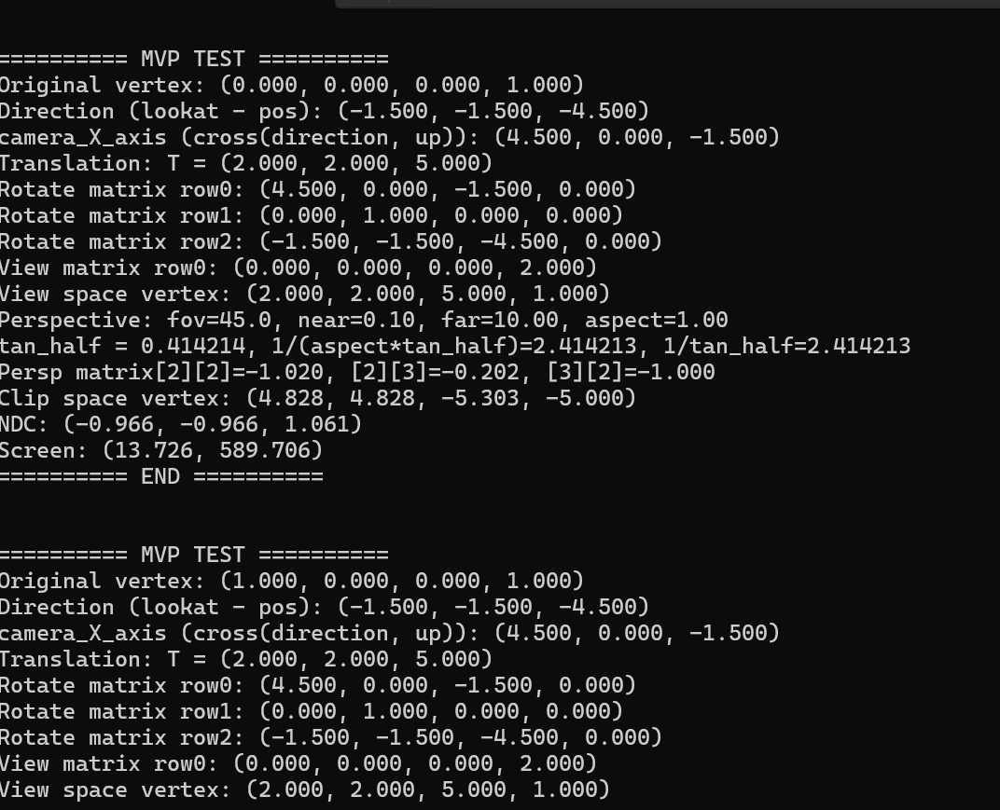 ========== MVP TEST ==========
Original vertex: (0.000, 0.000, 0.000, 1.000)
Direction (lookat - pos): (-1.500, -1.500, -4.500)
camera_X_axis (cross(direction, up)): (4.500, 0.000, -1.500)
Translation: T = (2.000, 2.000, 5.000)
Rotate matrix row0: (4.500, 0.000, -1.500, 0.000)
Rotate matrix row1: (0.000, 1.000, 0.000, 0.000)
Rotate matrix row2: (-1.500, -1.500, -4.500, 0.000)
View matrix row0: (0.000, 0.000, 0.000, 2.000)
View space vertex: (2.000, 2.000, 5.000, 1.000)
Perspective: fov=45.0, near=0.10, far=10.00, aspect=1.00
tan_half = 0.414214, 1/(aspect*tan_half)=2.414213, 1/tan_half=2.414213
Persp matrix[2][2]=-1.020, [2][3]=-0.202, [3][2]=-1.000
Clip space vertex: (4.828, 4.828, -5.303, -5.000)
NDC: (-0.966, -0.966, 1.061)
Screen: (13.726, 589.706)
========== END ==========
========== MVP TEST ==========
Original vertex: (1.000, 0.000, 0.000, 1.000)
Direction (lookat - pos): (-1.500, -1.500, -4.500)
camera_X_axis (cross(direction, up)): (4.500, 0.000, -1.500)
Translation: T = (2.000, 2.000, 5.000)
Rotate matrix row0: (4.500, 0.000, -1.500, 0.000)
Rotate matrix row1: (0.000, 1.000, 0.000, 0.000)
Rotate matrix row2: (-1.500, -1.500, -4.500, 0.000)
View matrix row0: (0.000, 0.000, 0.000, 2.000)
View space vertex: (2.000, 2.000, 5.000, 1.000)